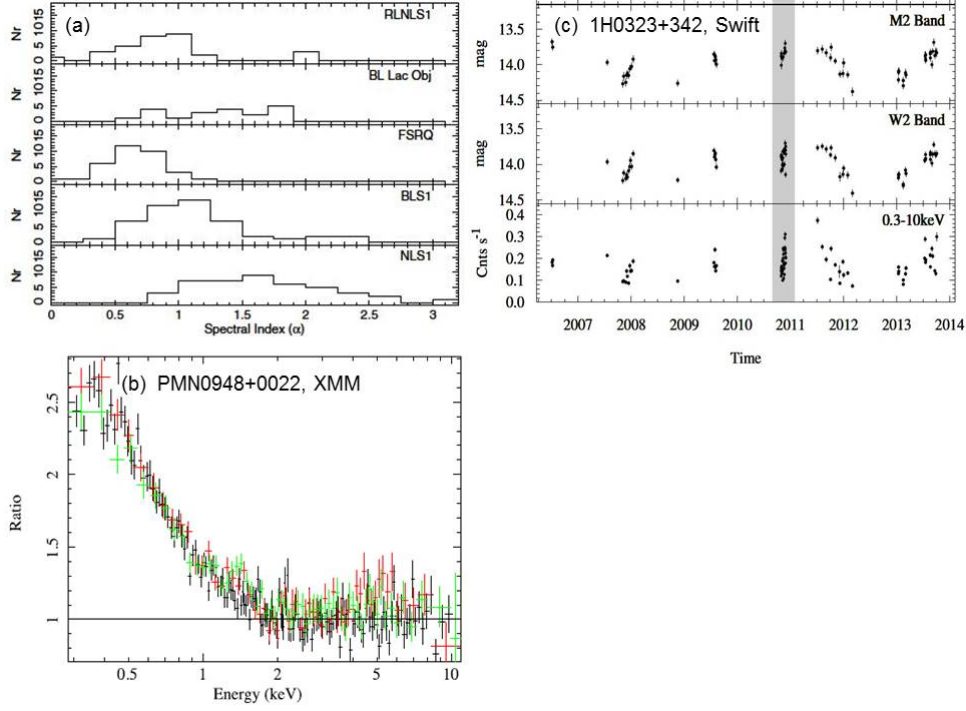 (a)
RLNLS1
Nr
0 5 1015
BL Lac Obj
Nr
0 5 1015
FSRQ
Nr
0 5 1015
BLS1
Nr
0 5 1015
NLS1
Nr
0 5 1015
0 0.5 1 1.5 2 2.5 3
Spectral Index (α)
(b) PMN0948+0022, XMM
Ratio
2.5
2
1.5
1
0.5 1 2 5 10
Energy (keV)
(c) 1H0323+342, Swift
M2 Band
mag
13.5
14.0
14.5
W2 Band
mag
13.5
14.0
14.5
0.3-10keV
Cnts s⁻¹
0.4
0.3
0.2
0.1
0.0
2007 2008 2009 2010 2011 2012 2013 2014
Time